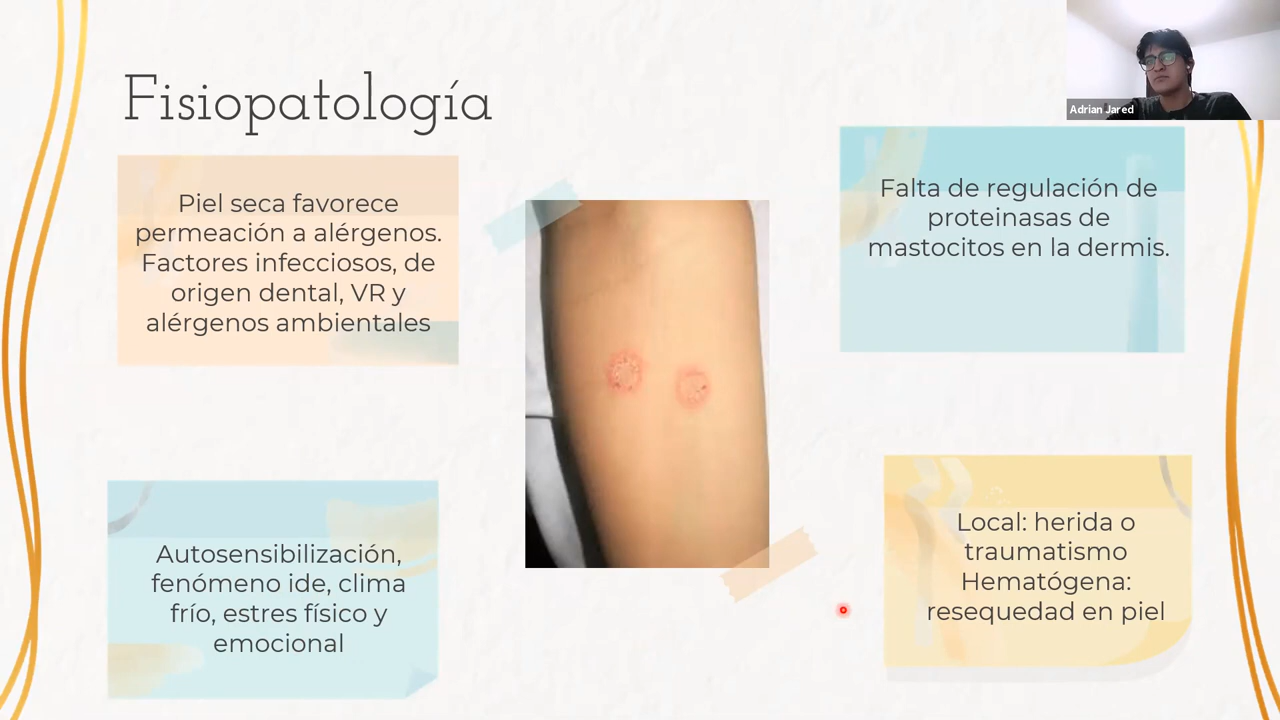 Fisiopatología
Adrian Jared
Piel seca favorece
permeación a alérgenos.
Factores infecciosos, de
origen dental, VR y
alérgenos ambientales
Falta de regulación de
proteinasas de
mastocitos en la dermis.
Autosensibilización,
fenómeno ide, clima
frío, estres físico y
emocional
Local: herida o
traumatismo
Hematógena:
resequedad en piel